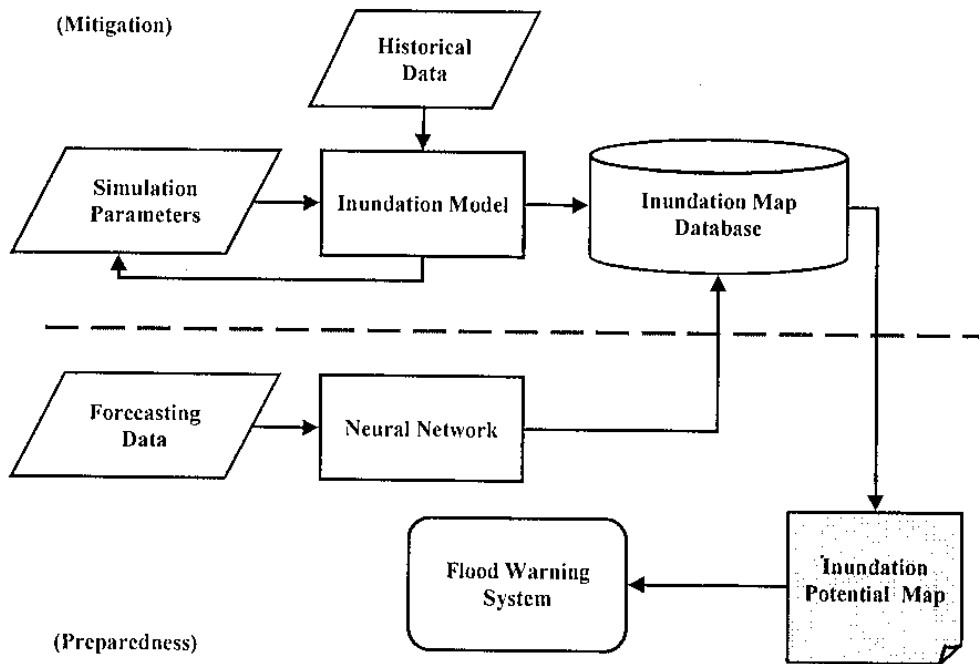 (Mitigation)
Historical
Data
Simulation
Parameters
Inundation Model
Inundation Map
Database
Forecasting
Data
Neural Network
Flood Warning
System
Inundation
Potential Map
(Preparedness)